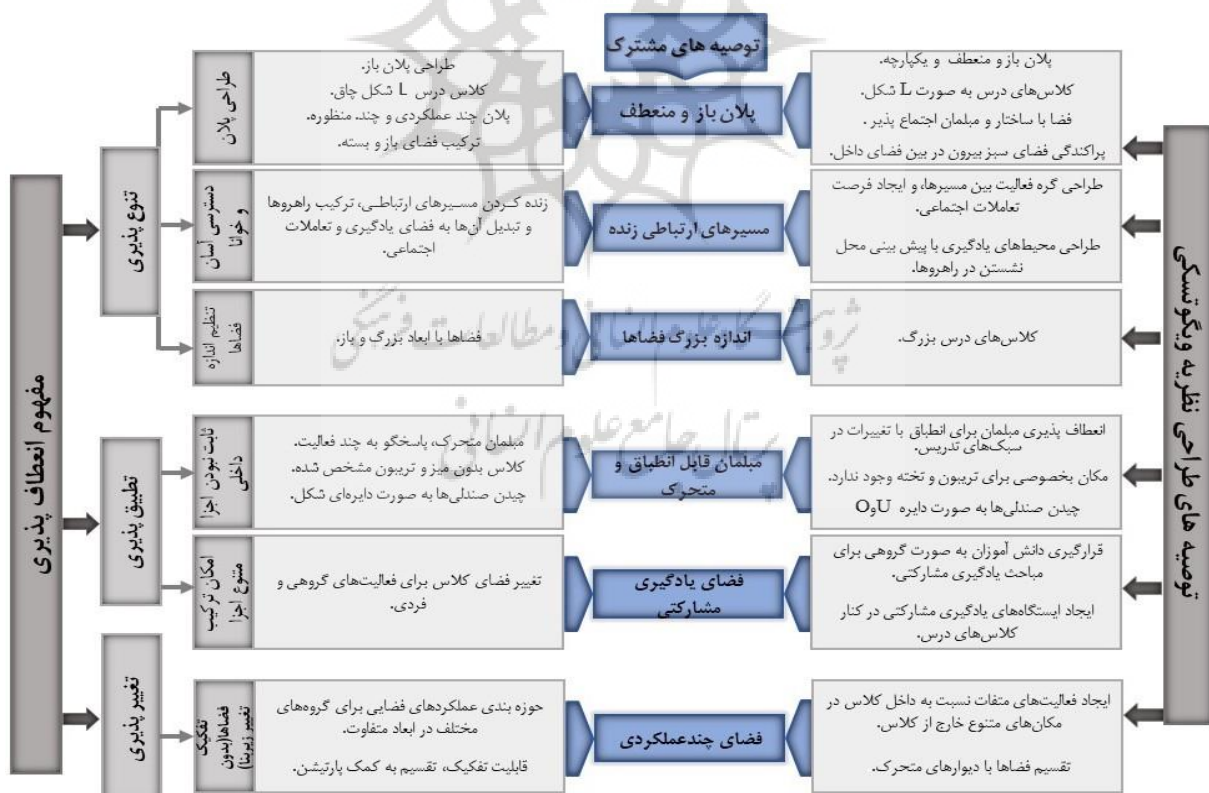 توصیه های مشترک
توصیه های طراحی نظریه ویگوتسکی
پلان باز و منعطف و یکپارچه.
کلاس‌های درس به صورت L شکل.
فضا با ساختار و مبلمان اجتماع پذیر .
پراکندگی فضای سبز بیرون در بین فضای داخل.
طراحی گره فعالیت بین مسیرها، و ایجاد فرصت
تعاملات اجتماعی.
طراحی محیط‌های یادگیری با پیش بینی محل
نشستن در راهروها.
کلاس‌های درس بزرگ.
انعطاف پذیری مبلمان برای انطباق با تغییرات در
سبک‌های تدریس.
مکان بخصوصی برای تریبون و تخته وجود ندارد.
چیدن صندلی‌ها به صورت دایره UوO
قرارگیری دانش آموزان به صورت گروهی برای
مباحث یادگیری مشارکتی.
ایجاد ایستگاه‌های یادگیری مشارکتی در کنار
کلاس‌های درس.
ایجاد فعالیت‌های متفات نسبت به داخل کلاس در
مکان‌های متنوع خارج از کلاس.
تقسیم فضاها با دیوارهای متحرک.
پلان باز و منعطف
مسیرهای ارتباطی زنده
اندازه بزرگ فضاها
مبلمان قابل انطباق و
متحرک
فضای یادگیری
مشارکتی
فضای چندعملکردی
طراحی پلان باز.
کلاس درس L شکل چاق.
پلان چند عملکردی و چند. منظوره.
ترکیب فضای باز و بسته.
زنده کردن مسیرهای ارتباطی، ترکیب راهروها
و تبدیل آن‌ها به فضای یادگیری و تعاملات
اجتماعی.
فضاها با ابعاد بزرگ و باز.
مبلمان متحرک، پاسخگو به چند فعالیت.
کلاس بدون میز و تریبون مشخص شده.
چیدن صندلی‌ها به صورت دایره‌ای شکل.
تغییر فضای کلاس برای فعالیت‌های گروهی و
فردی.
حوزه بندی عملکردهای فضایی برای گروه‌های
مختلف در ابعاد متفاوت.
قابلیت تفکیک، تقسیم به کمک پارتیشن.
طراحی پلان
دسترسی آسان
و خوانا
تنظیم اندازه
فضاها
ثابت نبودن اجزا
داخلی
امکان ترکیب
متنوع اجزا
تفکیک
فضاها(بدون
تغییر زیربنا)
تنوع پذیری
تطبیق پذیری
تغییر پذیری
مفهوم انعطاف پذیری
پژوهشگاه علوم انسانی و مطالعات فرهنگی
پرتال جامع علوم انسانی